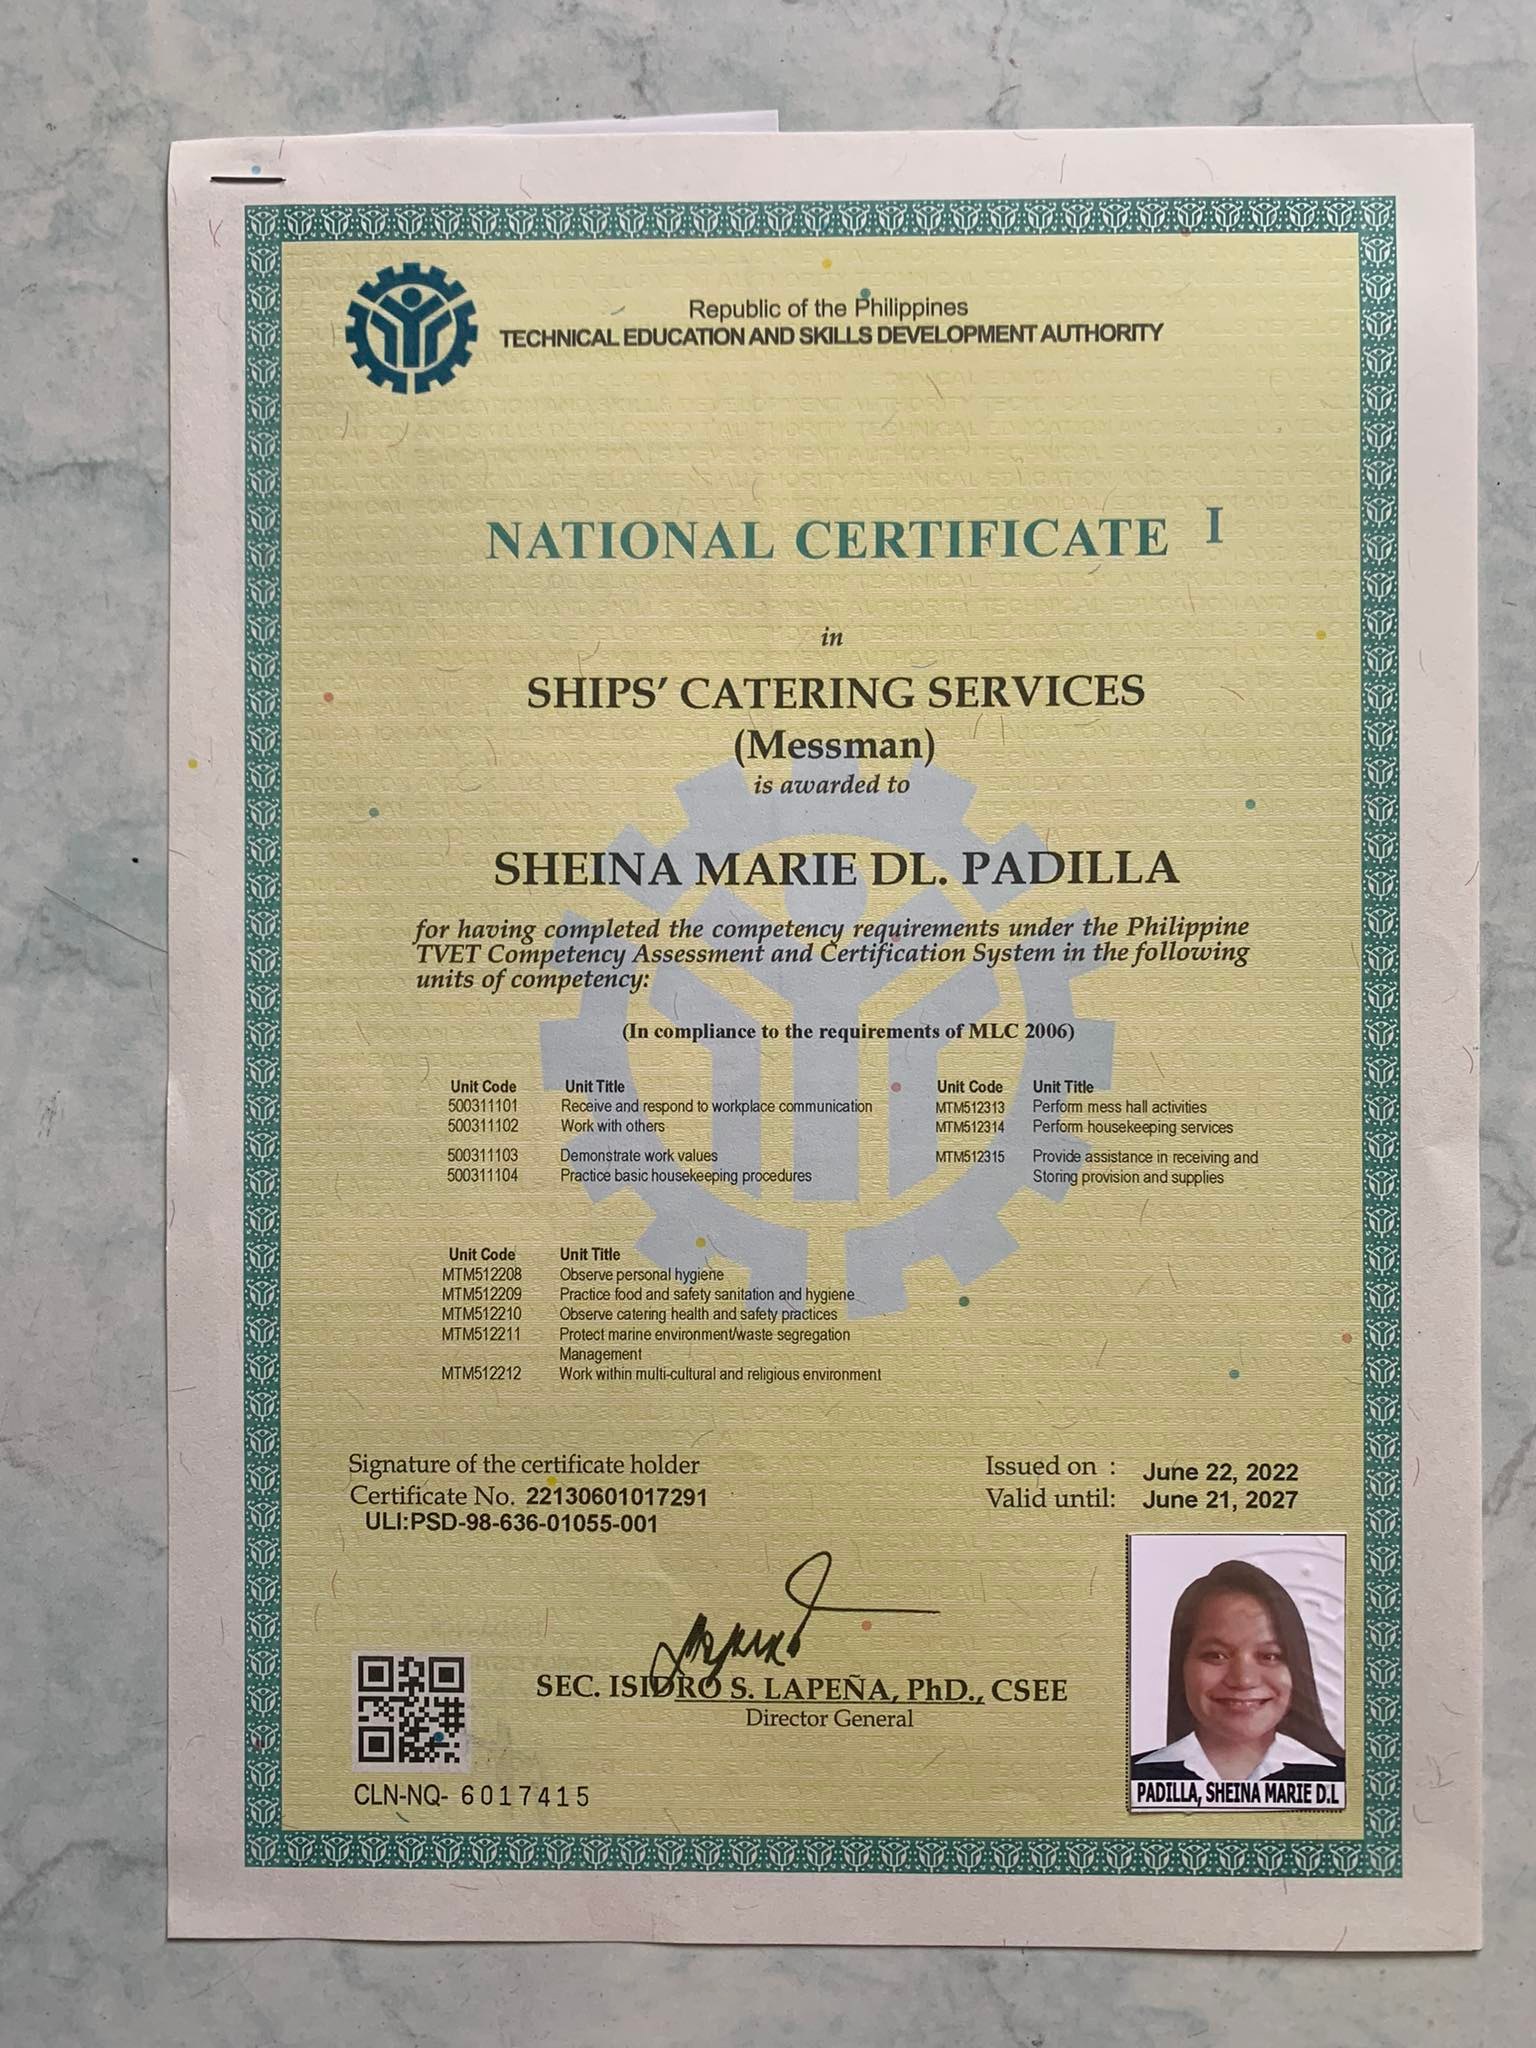 Republic of the Philippines
TECHNICAL EDUCATION AND SKILLS DEVELOPMENT AUTHORITY
NATIONAL CERTIFICATE I
in
SHIPS' CATERING SERVICES
(Messman)
is awarded to
SHEINA MARIE DL. PADILLA
for having completed the competency requirements under the Philippine
TVET Competency Assessment and Certification System in the following
units of competency:
(In compliance to the requirements of MLC 2006)
Unit Code Unit Title
500311101 Receive and respond to workplace communication
500311102 Work with others
500311103 Demonstrate work values
500311104 Practice basic housekeeping procedures
Unit Code Unit Title
MTM512313 Perform mess hall activities
MTM512314 Perform housekeeping services
MTM512315 Provide assistance in receiving and
Storing provision and supplies
Unit Code Unit Title
MTM512208 Observe personal hygiene
MTM512209 Practice food and safety sanitation and hygiene
MTM512210 Observe catering health and safety practices
MTM512211 Protect marine environment/waste segregation
Management
MTM512212 Work within multi-cultural and religious environment
Signature of the certificate holder
Certificate No. 22130601017291
ULI:PSD-98-636-01055-001
Issued on : June 22, 2022
Valid until: June 21, 2027
SEC. ISIDRO S. LAPEÑA, PhD., CSEE
Director General
CLN-NQ- 6017415
PADILLA, SHEINA MARIE D.L